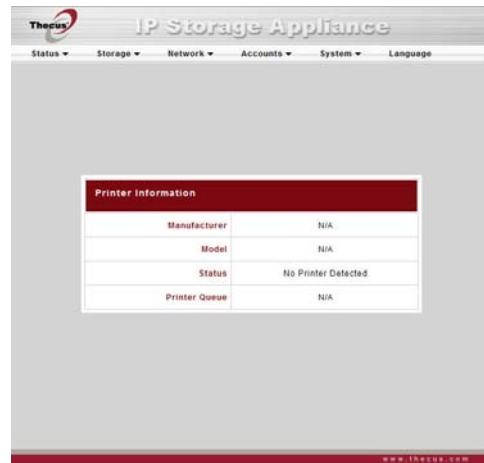 Thecus
IP Storage Appliance
Status Storage Network Accounts System Language
Printer Information
Manufacturer N/A
Model N/A
Status No Printer Detected
Printer Queue N/A
www.thecus.com